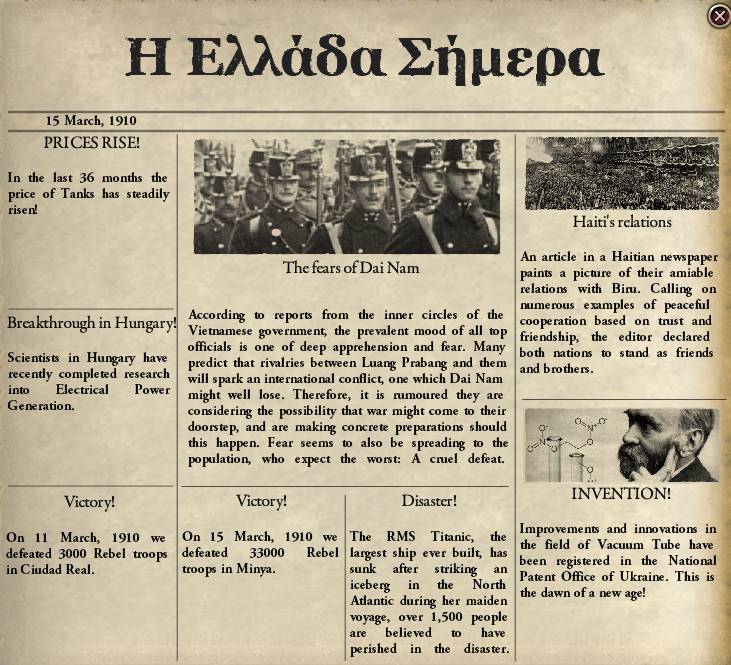 Η Ελλάδα Σήμερα
15 March, 1910
PRICES RISE!
In the last 36 months the
price of Tanks has steadily
risen!
Breakthrough in Hungary!
Scientists in Hungary have
recently completed research
into Electrical Power
Generation.
The fears of Dai Nam
According to reports from the inner circles of the
Vietnamese government, the prevalent mood of all top
officials is one of deep apprehension and fear. Many
predict that rivalries between Luang Prabang and them
will spark an international conflict, one which Dai Nam
might well lose. Therefore, it is rumoured they are
considering the possibility that war might come to their
doorstep, and are making concrete preparations should
this happen. Fear seems to also be spreading to the
population, who expect the worst: A cruel defeat.
Haiti's relations
An article in a Haitian newspaper
paints a picture of their amiable
relations with Biru. Calling on
numerous examples of peaceful
cooperation based on trust and
friendship, the editor declared
both nations to stand as friends
and brothers.
INVENTION!
Improvements and innovations in
the field of Vacuum Tube have
been registered in the National
Patent Office of Ukraine. This is
the dawn of a new age!
Victory!
On 11 March, 1910 we
defeated 3000 Rebel troops
in Ciudad Real.
Victory!
On 15 March, 1910 we
defeated 33000 Rebel
troops in Minya.
Disaster!
The RMS Titanic, the
largest ship ever built, has
sunk after striking an
iceberg in the North
Atlantic during her maiden
voyage, over 1,500 people
are believed to have
perished in the disaster.